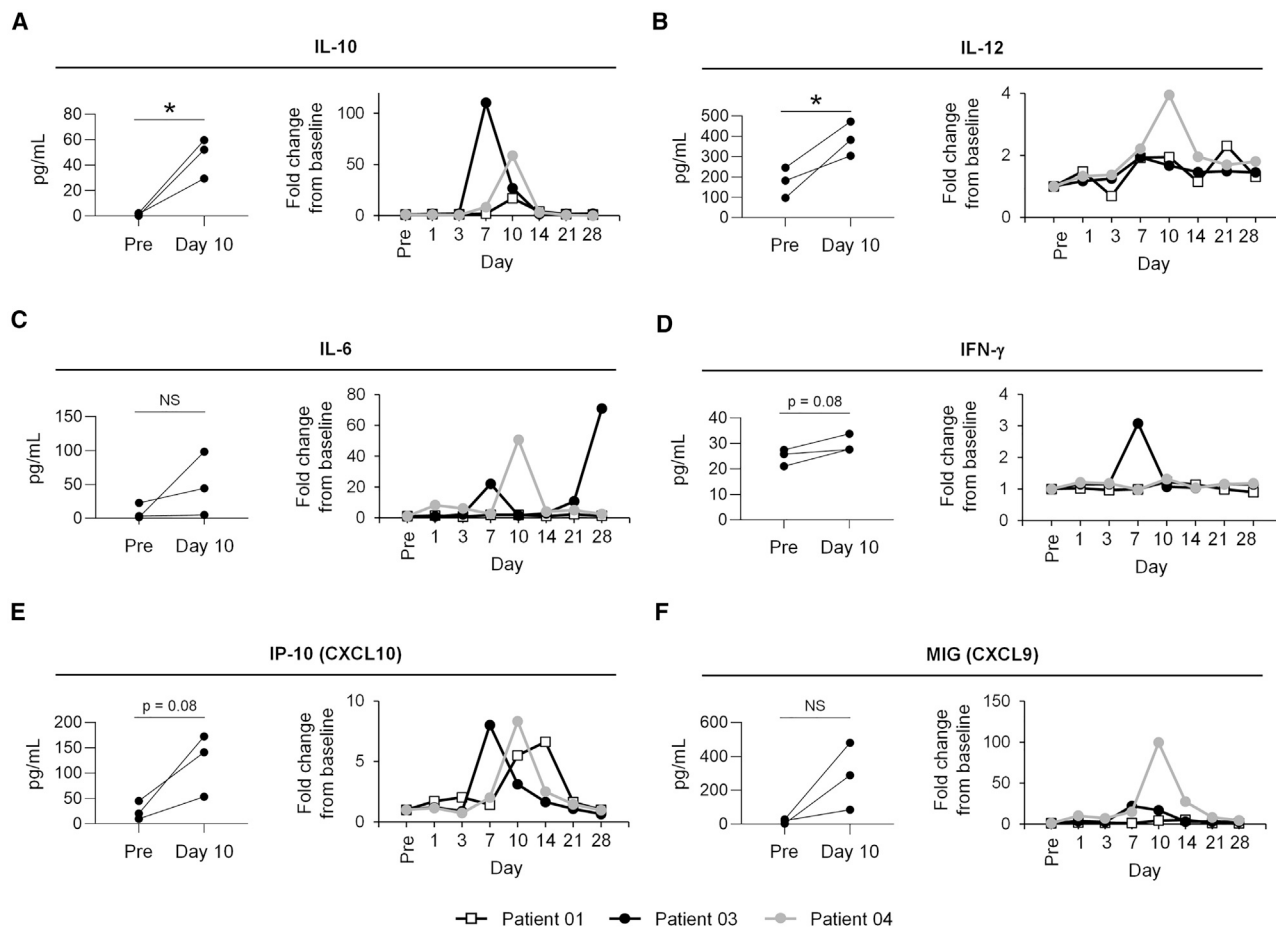 A
IL-10
pg/mL
80
60
40
20
0
*
Pre Day 10
Fold change
from baseline
100
50
0
Pre 1 3 7 10 14 21 28
Day
B
IL-12
pg/mL
500
400
300
200
100
0
*
Pre Day 10
Fold change
from baseline
4
2
0
Pre 1 3 7 10 14 21 28
Day
C
IL-6
pg/mL
150
100
50
0
NS
Pre Day 10
Fold change
from baseline
80
60
40
20
0
Pre 1 3 7 10 14 21 28
Day
D
IFN-γ
pg/mL
40
30
20
10
0
p = 0.08
Pre Day 10
Fold change
from baseline
4
3
2
1
0
Pre 1 3 7 10 14 21 28
Day
E
IP-10 (CXCL10)
pg/mL
200
150
100
50
0
p = 0.08
Pre Day 10
Fold change
from baseline
10
5
0
Pre 1 3 7 10 14 21 28
Day
F
MIG (CXCL9)
pg/mL
600
400
200
0
NS
Pre Day 10
Fold change
from baseline
150
100
50
0
Pre 1 3 7 10 14 21 28
Day
Patient 01 Patient 03 Patient 04